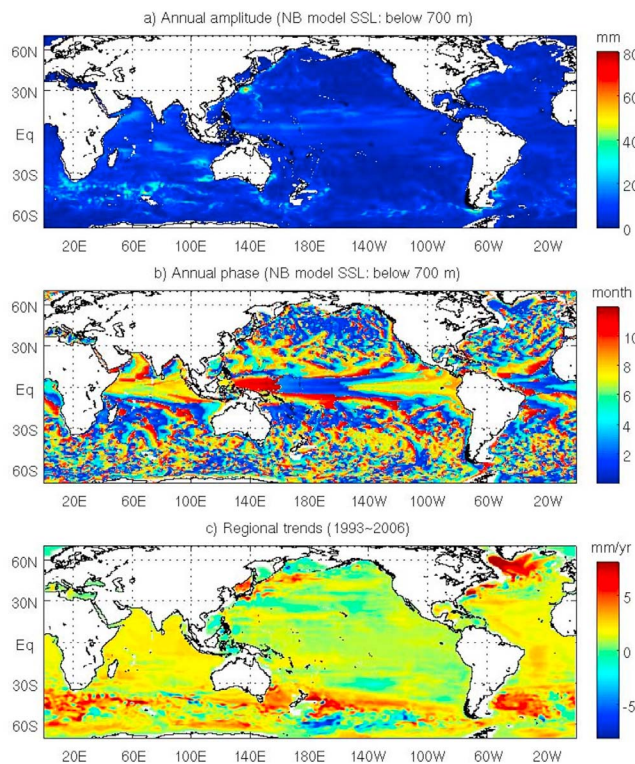 a) Annual amplitude (NB model SSL: below 700 m)
mm
60N
30N
Eq
30S
60S
80
60
40
20
0
20E 60E 100E 140E 180E 140W 100W 60W 20W
b) Annual phase (NB model SSL: below 700 m)
month
60N
30N
Eq
30S
60S
10
8
6
4
2
20E 60E 100E 140E 180E 140W 100W 60W 20W
c) Regional trends (1993~2006)
mm/yr
60N
30N
Eq
30S
60S
5
0
-5
20E 60E 100E 140E 180E 140W 100W 60W 20W